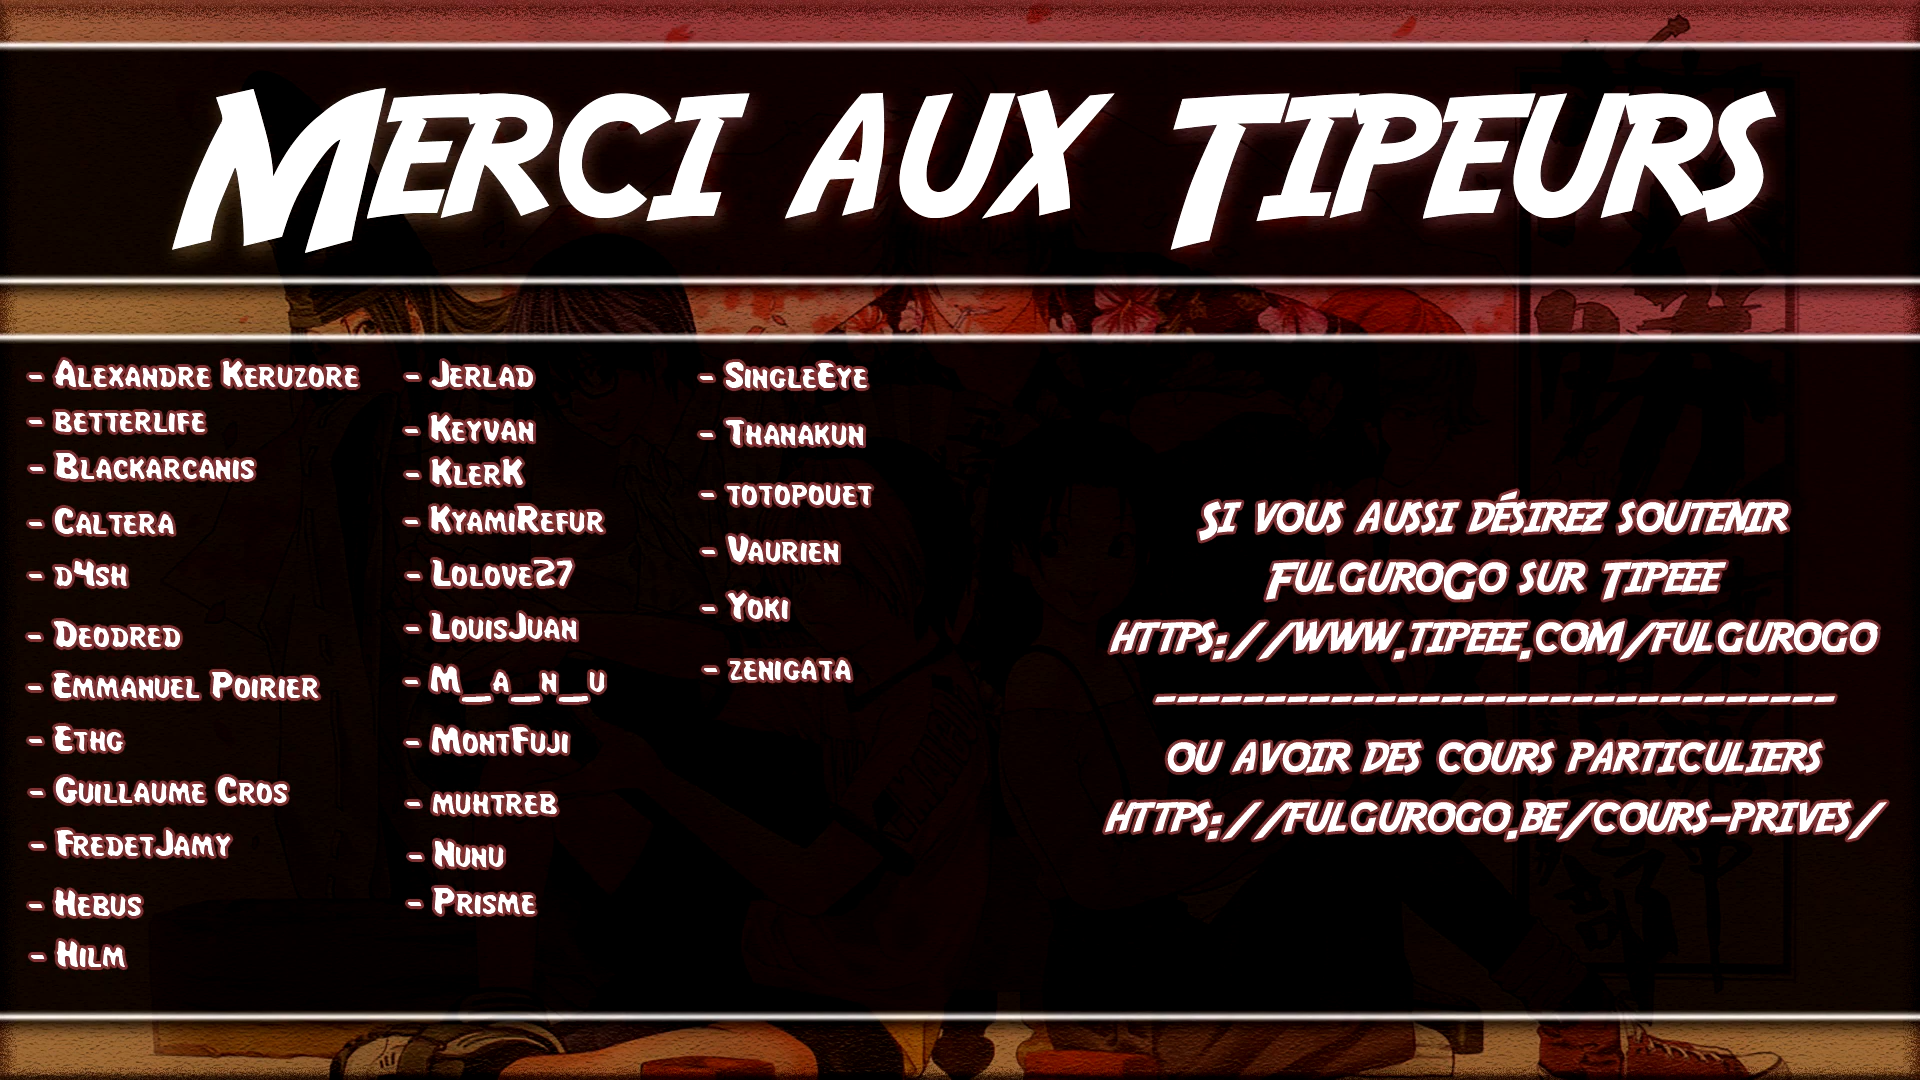 Merci aux Tipeurs
- Alexandre Keruzore
- betterlife
- Blackarcanis
- Caltera
- d4sh
- Deodred
- Emmanuel Poirier
- Ethg
- Guillaume Cros
- FredetJamy
- Hebus
- Hilm
- Jerlad
- Keyvan
- KlerK
- KyamiRefur
- Lolove27
- LouisJuan
- M_a_n_u
- MontFuji
- muhtreb
- Nunu
- Prisme
- SingleEye
- Thanakun
- totopouet
- Vaurien
- Yoki
- zenigata
Si vous aussi désirez soutenir
FulguroGo sur Tipeee
https://www.tipeee.com/fulgurogo
-------------------------------
ou avoir des cours particuliers
https://fulgurogo.be/cours-prives/